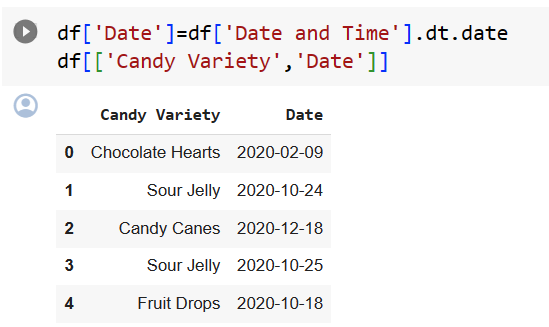 df['Date']=df['Date and Time'].dt.date
df[['Candy Variety','Date']]
Candy Variety Date
0 Chocolate Hearts 2020-02-09
1 Sour Jelly 2020-10-24
2 Candy Canes 2020-12-18
3 Sour Jelly 2020-10-25
4 Fruit Drops 2020-10-18